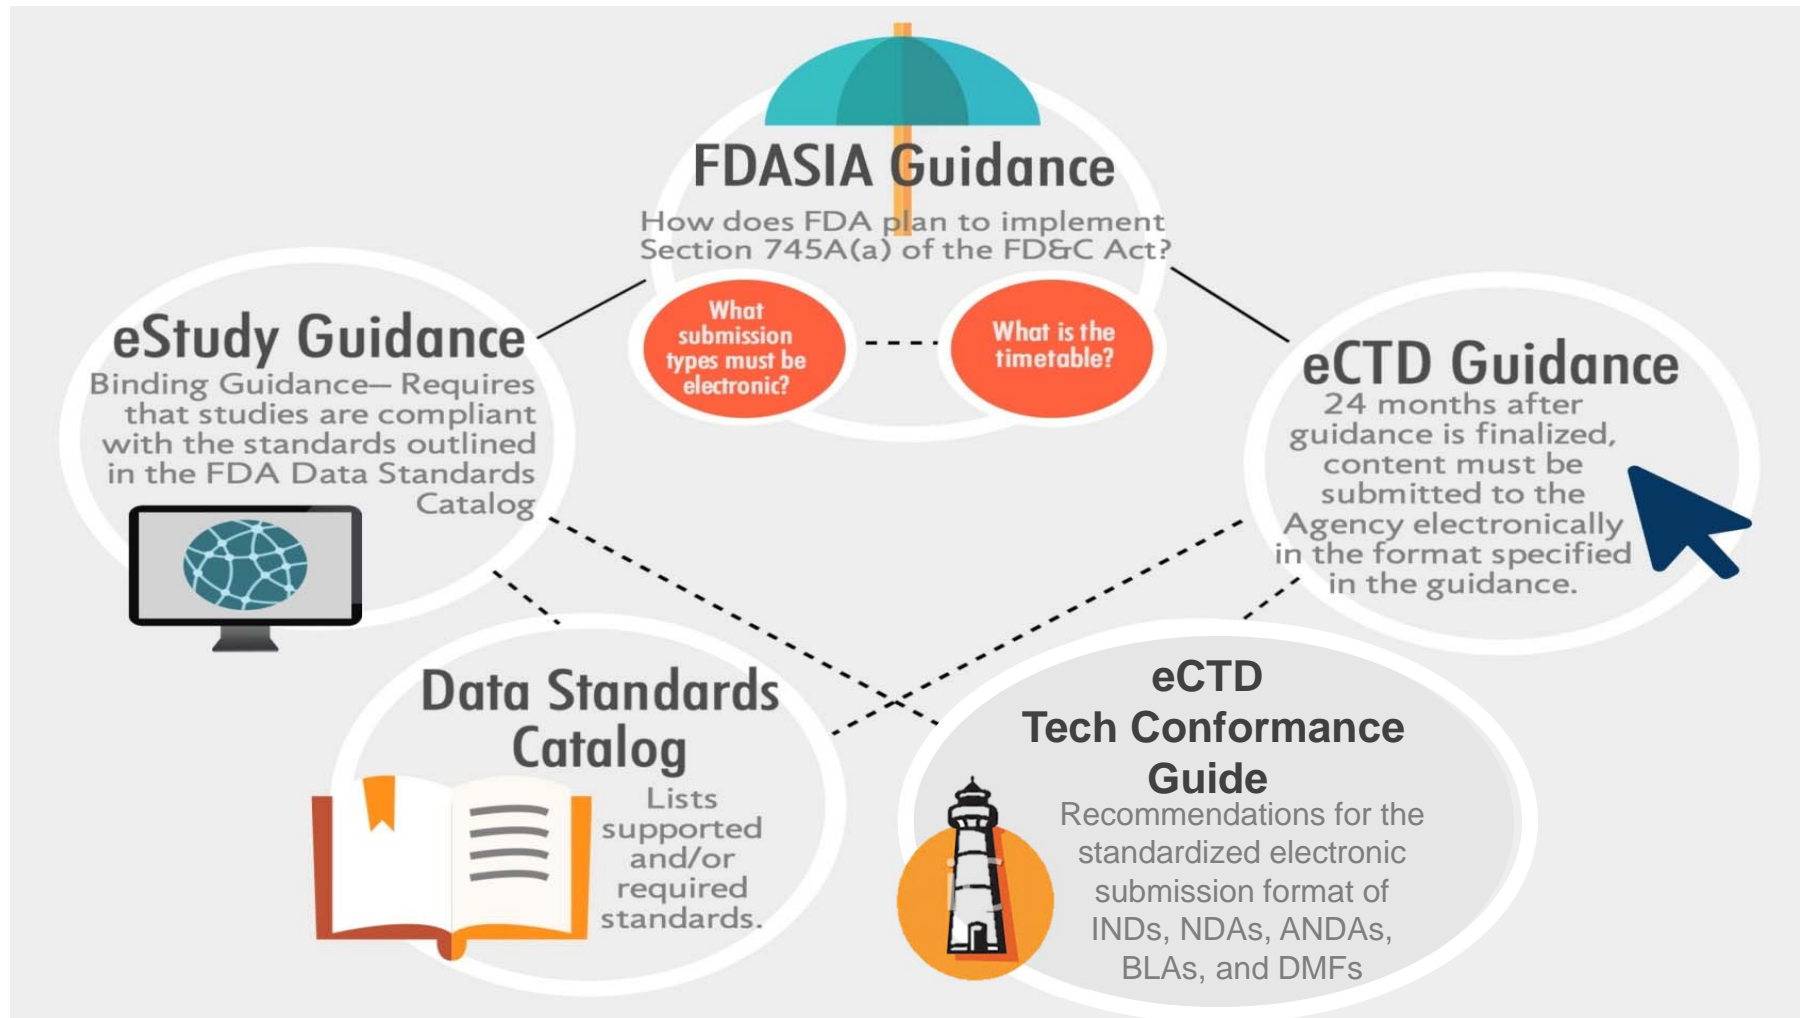 FDASIA Guidance
How does FDA plan to implement
Section 745A(a) of the FD&C Act?
What
submission
types must be
electronic?
What is the
timetable?
eStudy Guidance
Binding Guidance— Requires
that studies are compliant
with the standards outlined
in the FDA Data Standards
Catalog
eCTD Guidance
24 months after
guidance is finalized,
content must be
submitted to the
Agency electronically
in the format specified
in the guidance.
Data Standards
Catalog
Lists
supported
and/or
required
standards.
eCTD
Tech Conformance
Guide
Recommendations for the
standardized electronic
submission format of
INDs, NDAs, ANDAs,
BLAs, and DMFs